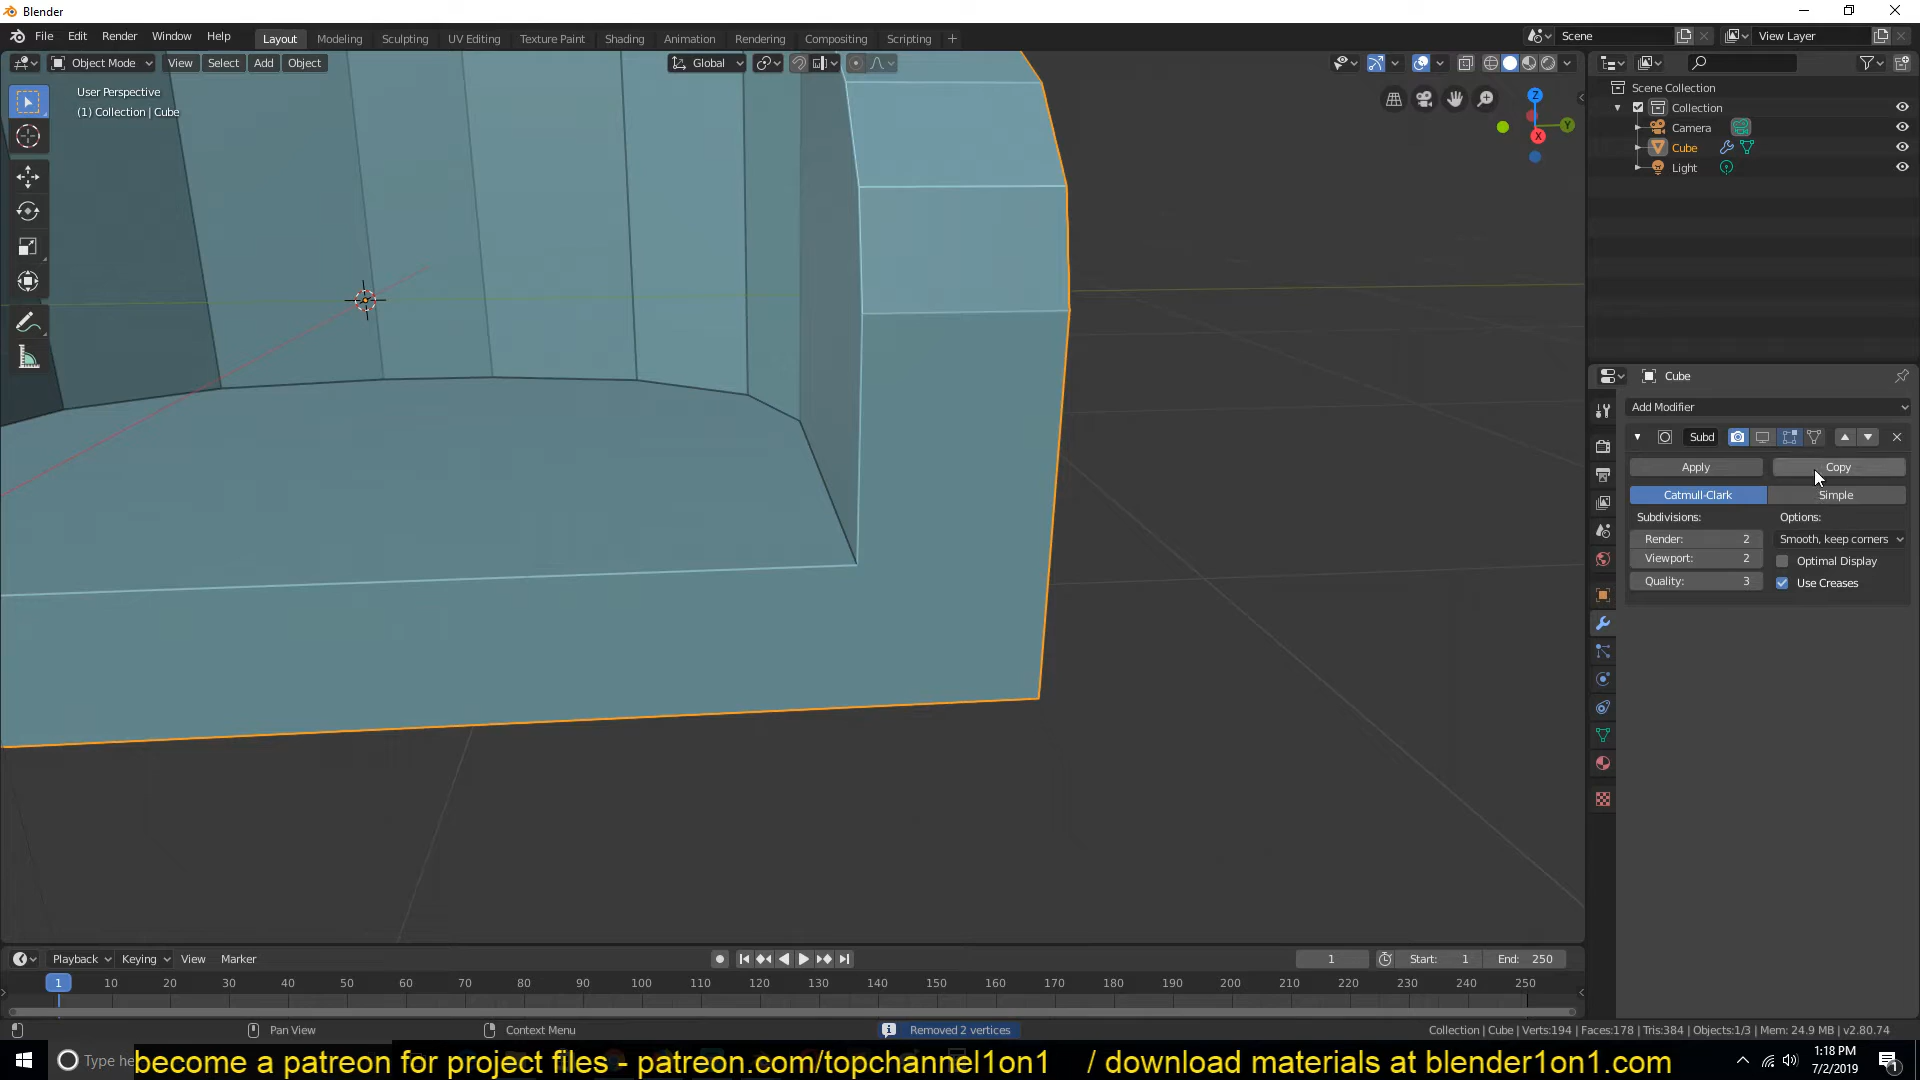 Blender
File Edit Render Window Help
Layout Modeling Sculpting UV Editing Texture Paint Shading Animation Rendering Compositing Scripting
Scene View Layer
Object Mode View Select Add Object Global
User Perspective
(1) Collection | Cube
Z
Y
X
Scene Collection
Collection
Camera
Cube
Light
Cube
Add Modifier
Subd
Apply Copy
Catmull-Clark Simple
Subdivisions: Options:
Render: 2 Smooth, keep corners
Viewport: 2 Optimal Display
Quality: 3 Use Creases
Playback Keying View Marker 1 Start: 1 End: 250
1 10 20 30 40 50 60 70 80 90 100 110 120 130 140 150 160 170 180 190 200 210 220 230 240 250
Pan View Context Menu Removed 2 vertices Collection | Cube | Verts:194 | Faces:178 | Tris:384 | Objects:1/3 | Mem: 24.9 MB | v2.80.74
Type he
become a patreon for project files - patreon.com/topchannel1on1 / download materials at blender1on1.com
1:18 PM
7/2/2019
1